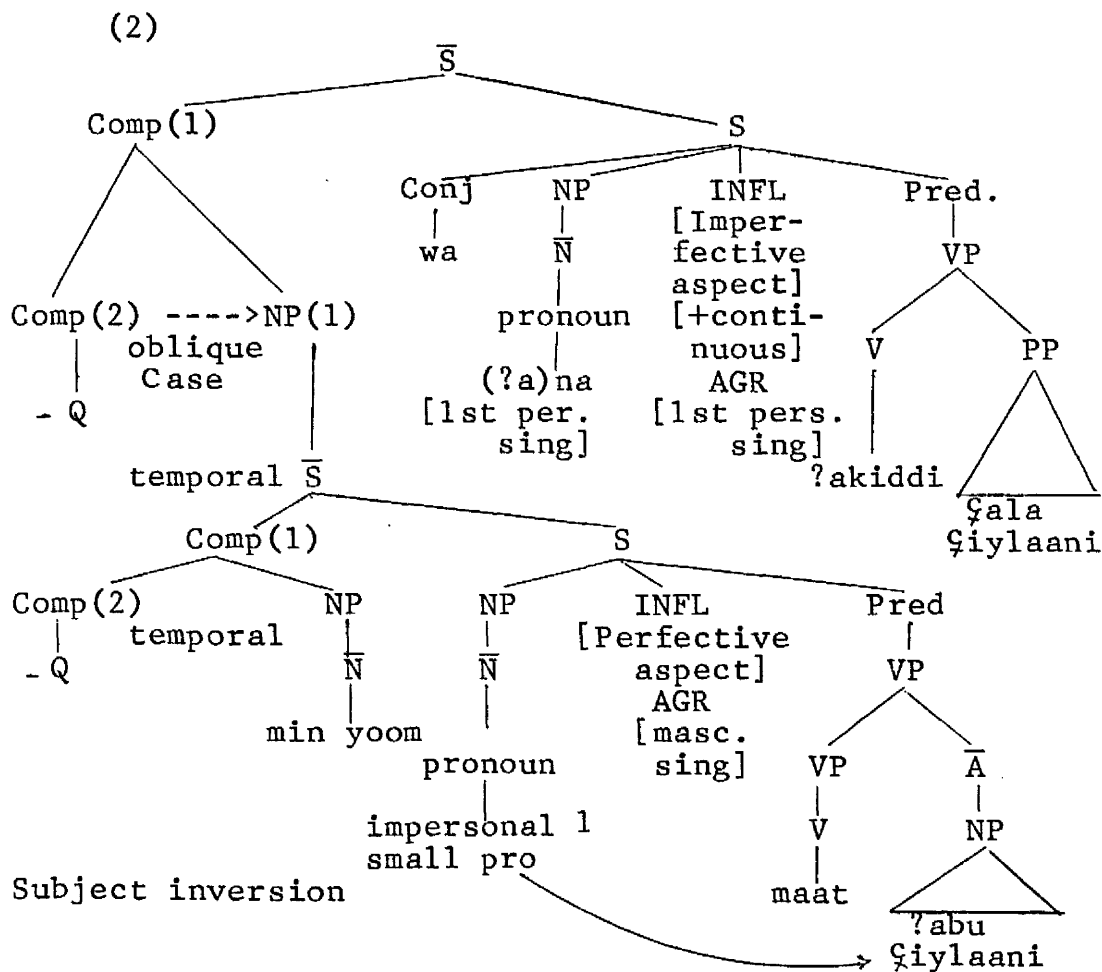 (2)
S̅
Comp(1) S
Conj NP INFL Pred.
wa N̅ [Imper-
fective
aspect] VP
Comp(2) ----> NP(1) pronoun [+conti-
nuous] V PP
oblique
Case
- Q (?a)na AGR
[1st per.
sing] [1st pers.
sing] ?akiddi
temporal S̅ çala
çiylaani
Comp(1) S
Comp(2) temporal NP NP INFL Pred
- Q N̅ N̅ [Perfective
aspect] VP
min yoom AGR
[masc.
sing]
pronoun VP A̅
impersonal 1
small pro V NP
Subject inversion maat ?abu
çiylaani